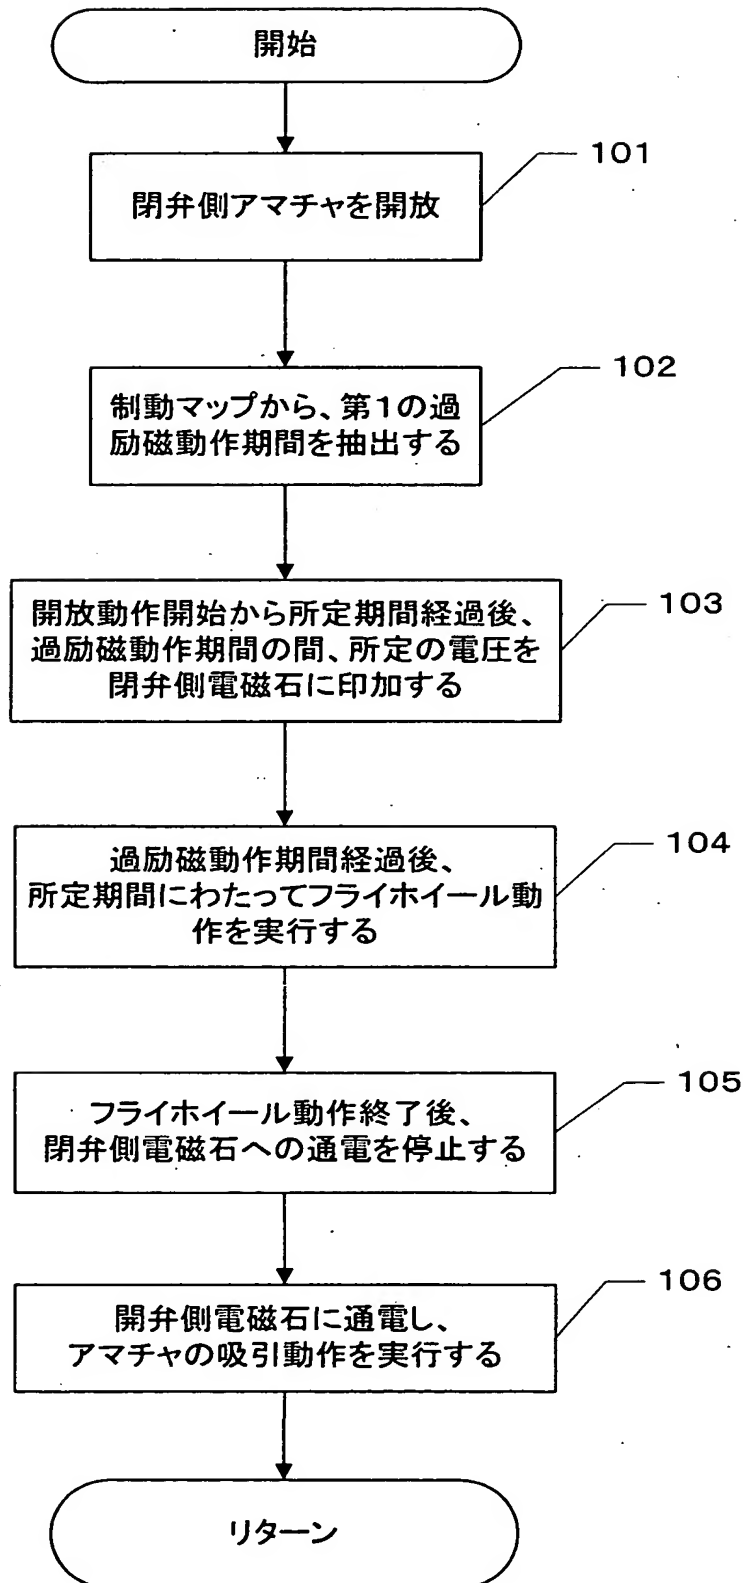 開始
101
閉弁側アマチャを開放
102
制動マップから、第1の過
励磁動作期間を抽出する
103
開放動作開始から所定期間経過後、
過励磁動作期間の間、所定の電圧を
閉弁側電磁石に印加する
104
過励磁動作期間経過後、
所定期間にわたってフライホイール動
作を実行する
105
フライホイール動作終了後、
閉弁側電磁石への通電を停止する
106
開弁側電磁石に通電し、
アマチャの吸引動作を実行する
リターン